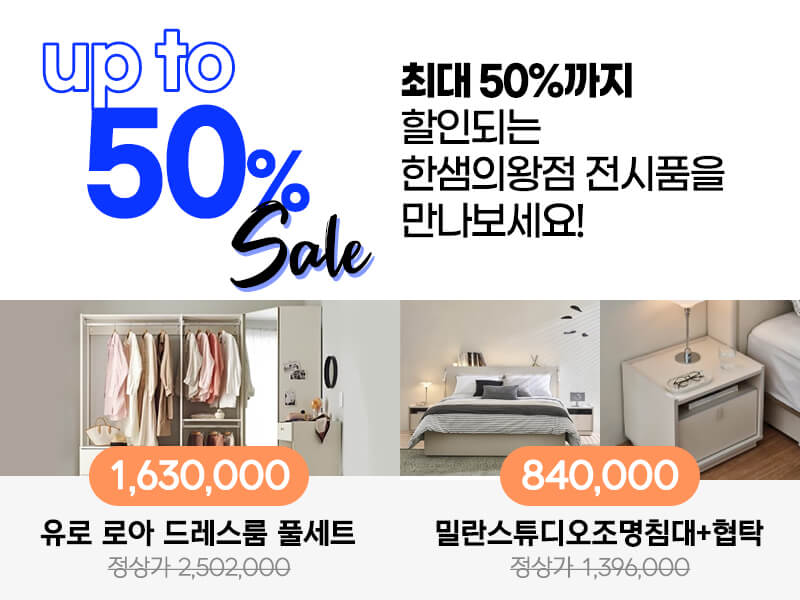 up to
50%
Sale
최대 50%까지
할인되는
한샘의왕점 전시품을
만나보세요!
1,630,000
유로 로아 드레스룸 풀세트
정상가 2,502,000
840,000
밀란스튜디오조명침대+협탁
정상가 1,396,000